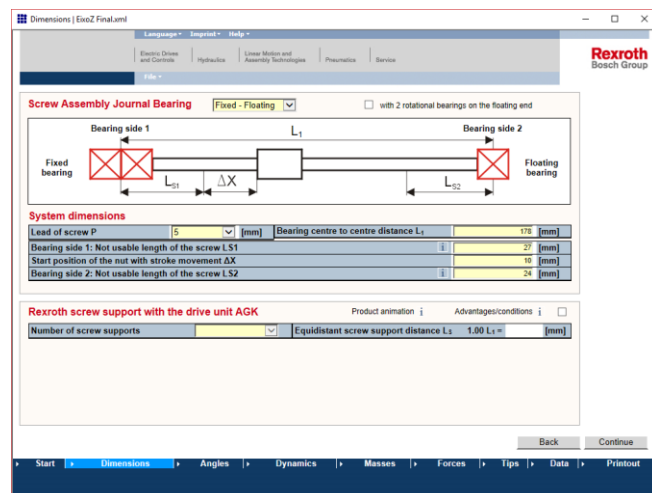 Dimensions | EixoZ Final.xml
Language Imprint Help
Electric Drives and Controls
Hydraulics
Linear Motion and Assembly Technologies
Pneumatics
Service
Rexroth
Bosch Group
File
Screw Assembly Journal Bearing Fixed - Floating with 2 rotational bearings on the floating end
Bearing side 1 L1 Bearing side 2
Fixed bearing
Floating bearing
LS1 ΔX LS2
System dimensions
Lead of screw P 5 [mm] Bearing centre to centre distance L1 178 [mm]
Bearing side 1: Not usable length of the screw LS1 i 27 [mm]
Start position of the nut with stroke movement ΔX 10 [mm]
Bearing side 2: Not usable length of the screw LS2 i 24 [mm]
Rexroth screw support with the drive unit AGK Product animation i Advantages/conditions i
Number of screw supports Equidistant screw support distance LS 1.00 L1 = [mm]
Back Continue
Start Dimensions Angles Dynamics Masses Forces Tips Data Printout